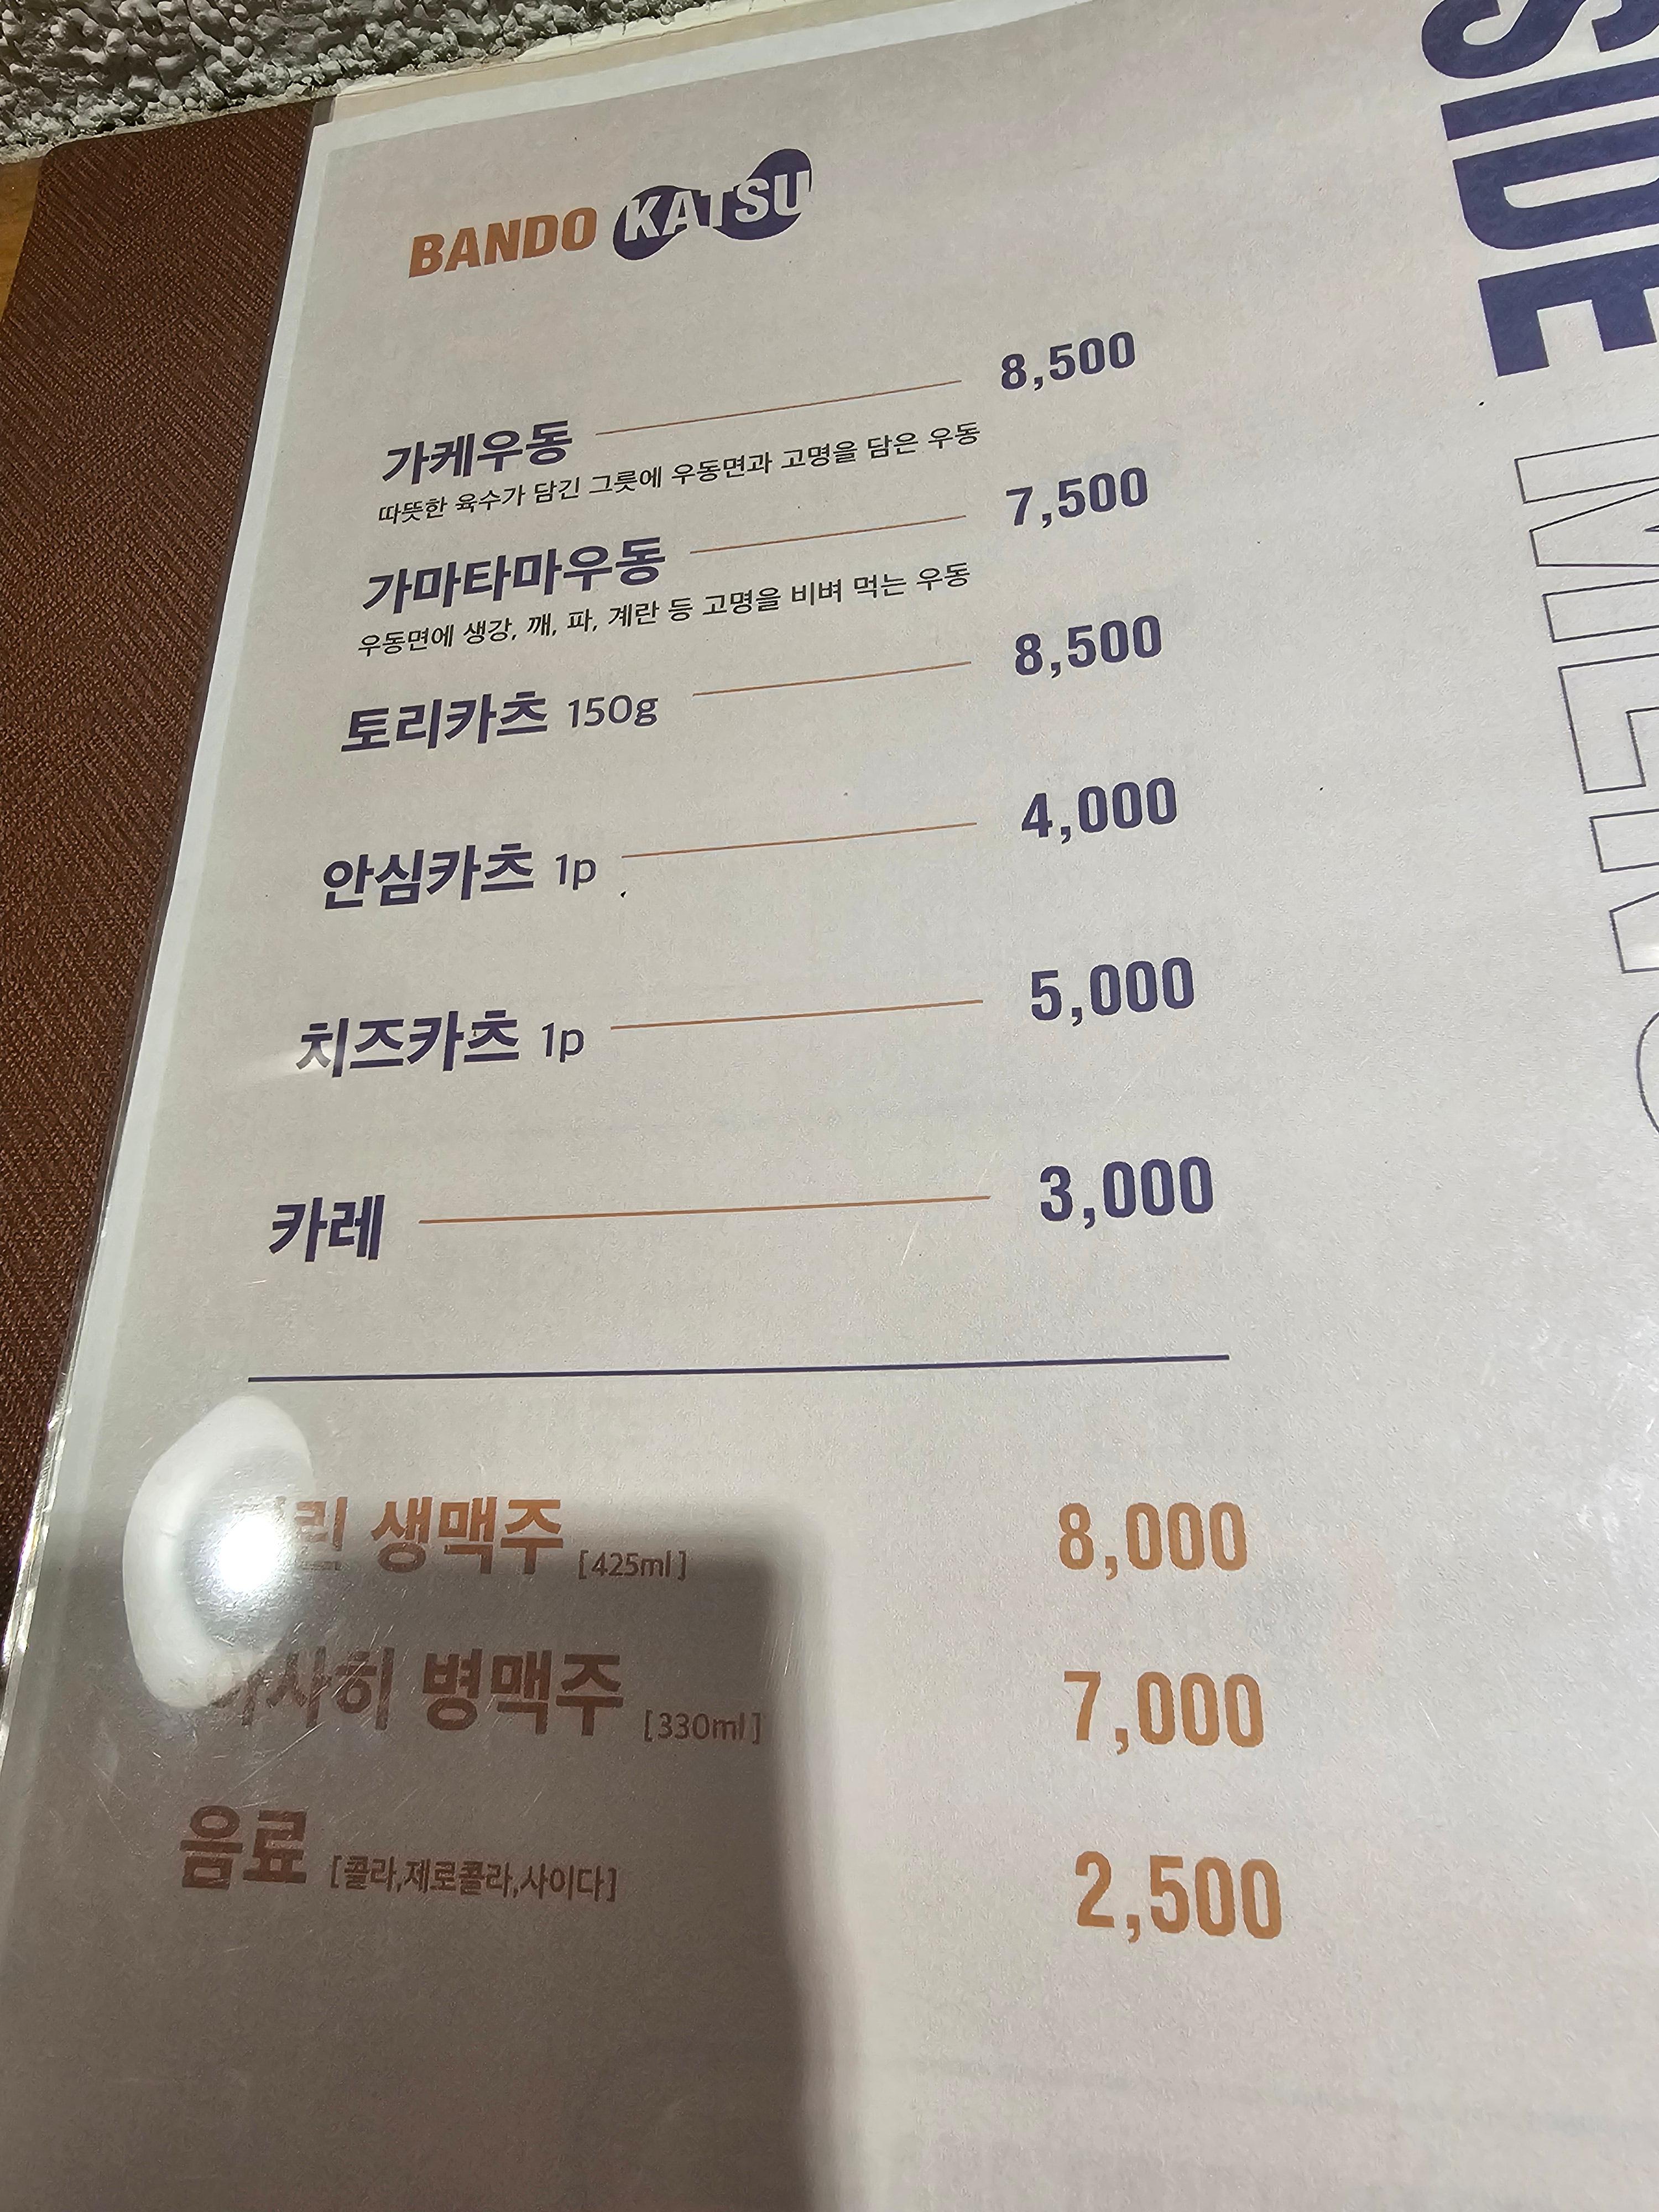 BANDO KATSU
가케우동 8,500
따뜻한 육수가 담긴 그릇에 우동면과 고명을 담은 우동
가마타마우동 7,500
우동면에 생강, 깨, 파, 계란 등 고명을 비벼 먹는 우동
토리카츠 150g 8,500
안심카츠 1p 4,000
치즈카츠 1p 5,000
카레 3,000
생맥주 [425ml] 8,000
아사히 병맥주 [330ml] 7,000
음료 [콜라,제로콜라,사이다] 2,500
SIDE